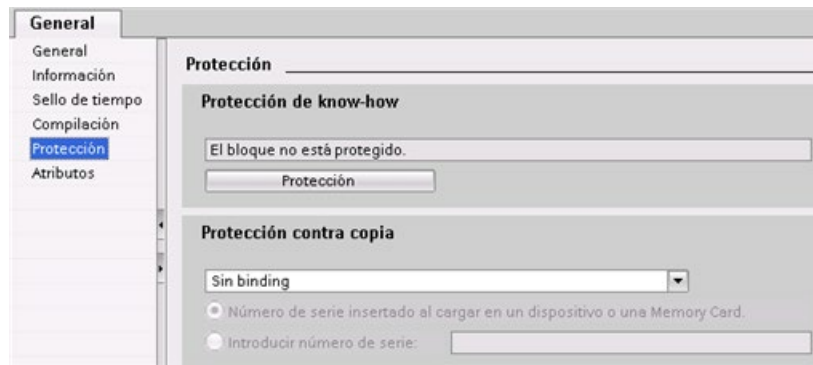 General
General
Información
Sello de tiempo
Compilación
Protección
Atributos
Protección
Protección de know-how
El bloque no está protegido.
Protección
Protección contra copia
Sin binding
Número de serie insertado al cargar en un dispositivo o una Memory Card.
Introducir número de serie: